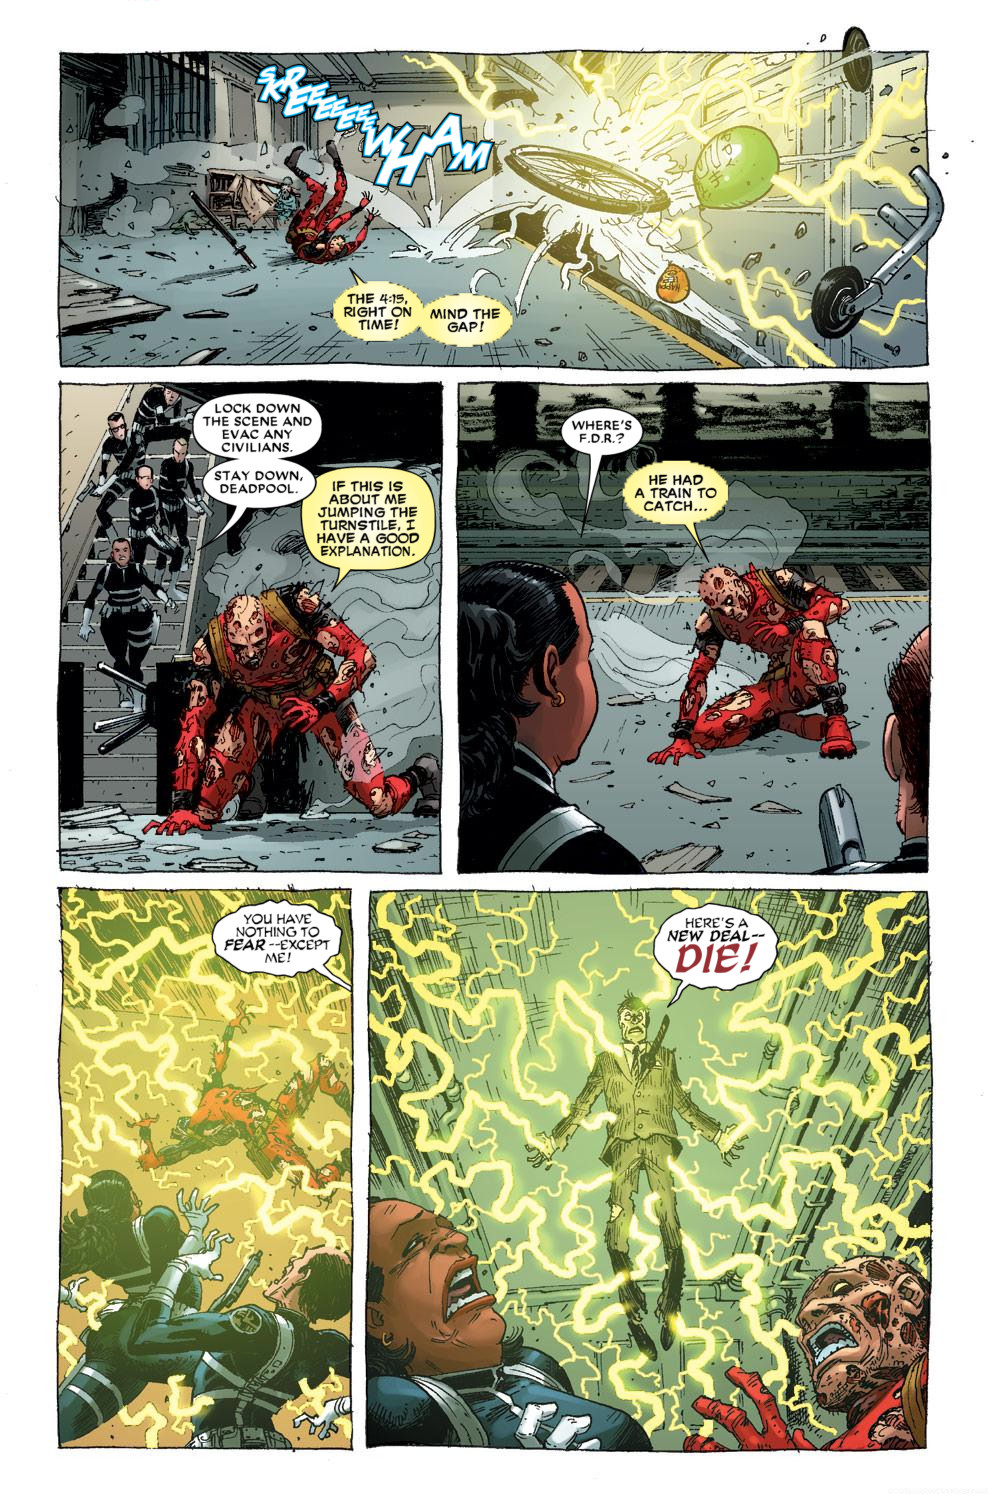 SKREEEEEEE
WHAM
THE 4:15,
RIGHT ON
TIME!
MIND THE
GAP!
LOCK DOWN
THE SCENE AND
EVAC ANY
CIVILIANS.
STAY DOWN,
DEADPOOL.
IF THIS IS
ABOUT ME
JUMPING THE
TURNSTILE, I
HAVE A GOOD
EXPLANATION.
WHERE'S
F.D.R.?
HE HAD
A TRAIN TO
CATCH...
YOU HAVE
NOTHING TO
FEAR--EXCEPT
ME!
HERE'S A
NEW DEAL--
DIE!